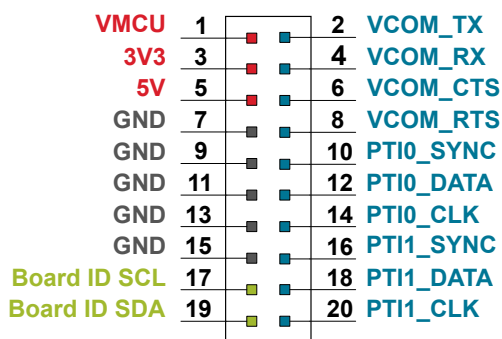 VMCU 1 2 VCOM_TX
3V3 3 4 VCOM_RX
5V 5 6 VCOM_CTS
GND 7 8 VCOM_RTS
GND 9 10 PTI0_SYNC
GND 11 12 PTI0_DATA
GND 13 14 PTI0_CLK
GND 15 16 PTI1_SYNC
Board ID SCL 17 18 PTI1_DATA
Board ID SDA 19 20 PTI1_CLK